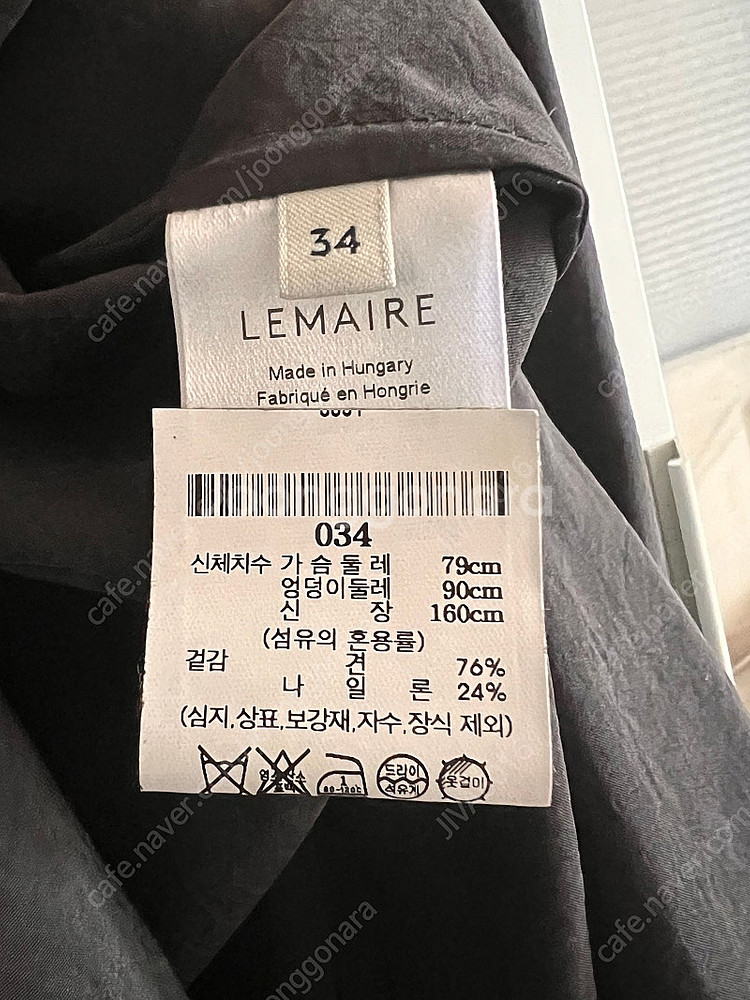 34
LEMAIRE
Made in Hungary
Fabriqué en Hongrie
034
신체치수 가슴둘레 79cm
엉덩이둘레 90cm
신장 160cm
(섬유의 혼용률)
겉감 견 76%
나일론 24%
(심지,상표,보강재,자수,장식 제외)
드라이
석유계
옷걸이
joonggonara
cafe.naver.com/joonggonara